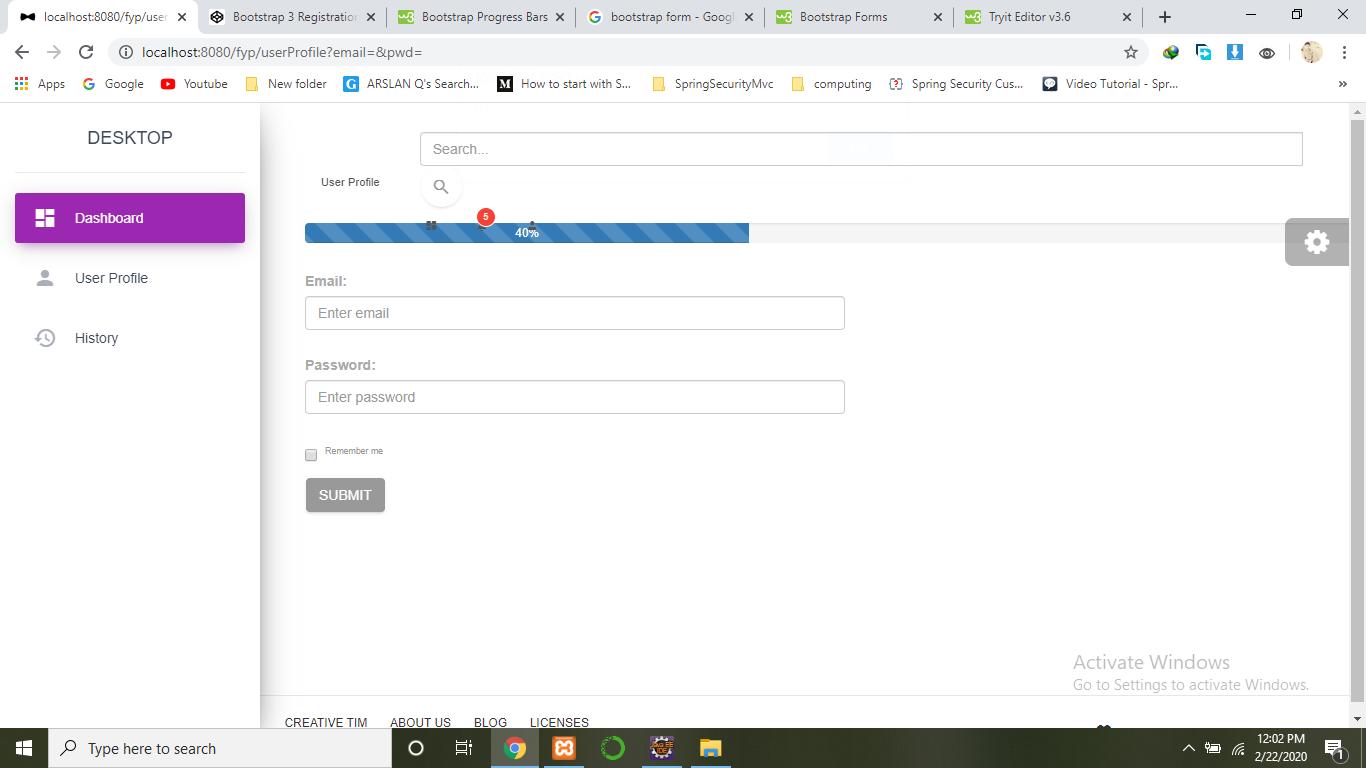 localhost:8080/fyp/user
Bootstrap 3 Registration
Bootstrap Progress Bars
bootstrap form - Googl
Bootstrap Forms
Tryit Editor v3.6
localhost:8080/fyp/userProfile?email=&pwd=
Apps
Google
Youtube
New folder
ARSLAN Q's Search...
How to start with S...
SpringSecurityMvc
computing
Spring Security Cus...
Video Tutorial - Spr...
DESKTOP
Search...
User Profile
Dashboard
5
40%
User Profile
Email:
Enter email
History
Password:
Enter password
Remember me
SUBMIT
Activate Windows
Go to Settings to activate Windows.
CREATIVE TIM ABOUT US BLOG LICENSES
Type here to search
12:02 PM
2/22/2020
1